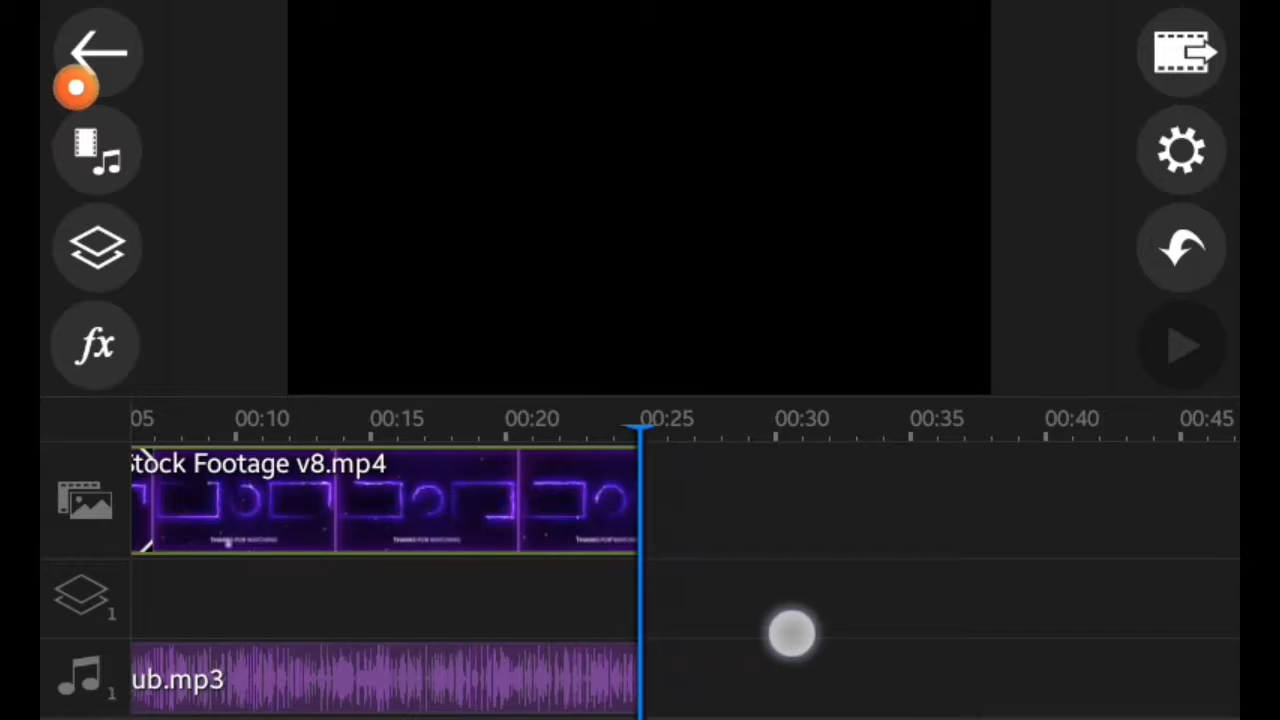 fx
05 00:10 00:15 00:20 00:25 00:30 00:35 00:40 00:45
Stock Footage v8.mp4
THANKS FOR WATCHING THANKS FOR WATCHING THANKS FOR WATCHING
1
ub.mp3
1